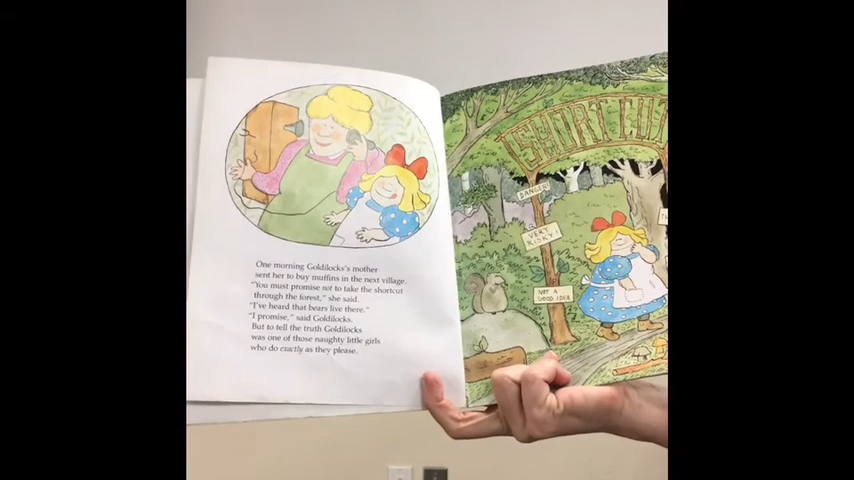 One morning Goldilocks's mother
sent her to buy muffins in the next village.
"You must promise not to take the shortcut
through the forest," she said.
"I've heard that bears live there."
"I promise," said Goldilocks.
But to tell the truth Goldilocks
was one of those naughty little girls
who do exactly as they please.
SHORT CUT
DANGER!
VERY
RISKY!
NOT A
GOOD IDEA